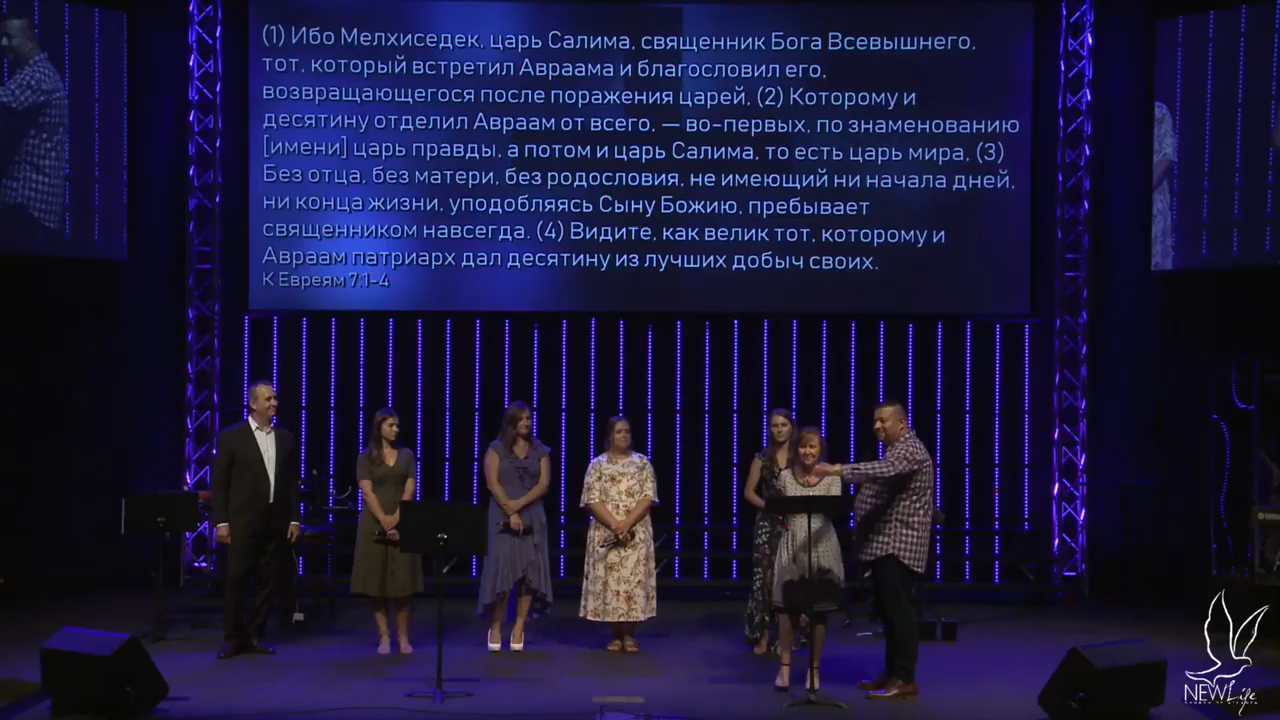 (1) Ибо Мелхиседек, царь Салима, священник Бога Всевышнего,
тот, который встретил Авраама и благословил его,
возвращающегося после поражения царей, (2) Которому и
десятину отделил Авраам от всего, — во-первых, по знаменованию
[имени] царь правды, а потом и царь Салима, то есть царь мира, (3)
Без отца, без матери, без родословия, не имеющий ни начала дней,
ни конца жизни, уподобляясь Сыну Божию, пребывает
священником навсегда. (4) Видите, как велик тот, которому и
Авраам патриарх дал десятину из лучших добыч своих.
К Евреям 7:1-4
NEW Life